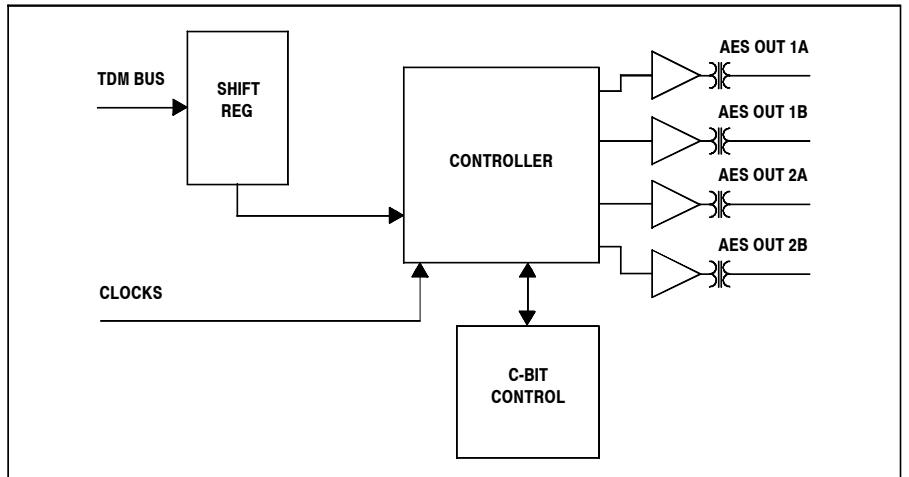 AES OUT 1A
TDM BUS
SHIFT
REG
AES OUT 1B
CONTROLLER
AES OUT 2A
AES OUT 2B
CLOCKS
C-BIT
CONTROL